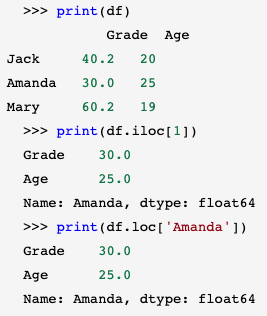 >>> print(df)
Grade Age
Jack 40.2 20
Amanda 30.0 25
Mary 60.2 19
>>> print(df.iloc[1])
Grade 30.0
Age 25.0
Name: Amanda, dtype: float64
>>> print(df.loc['Amanda'])
Grade 30.0
Age 25.0
Name: Amanda, dtype: float64